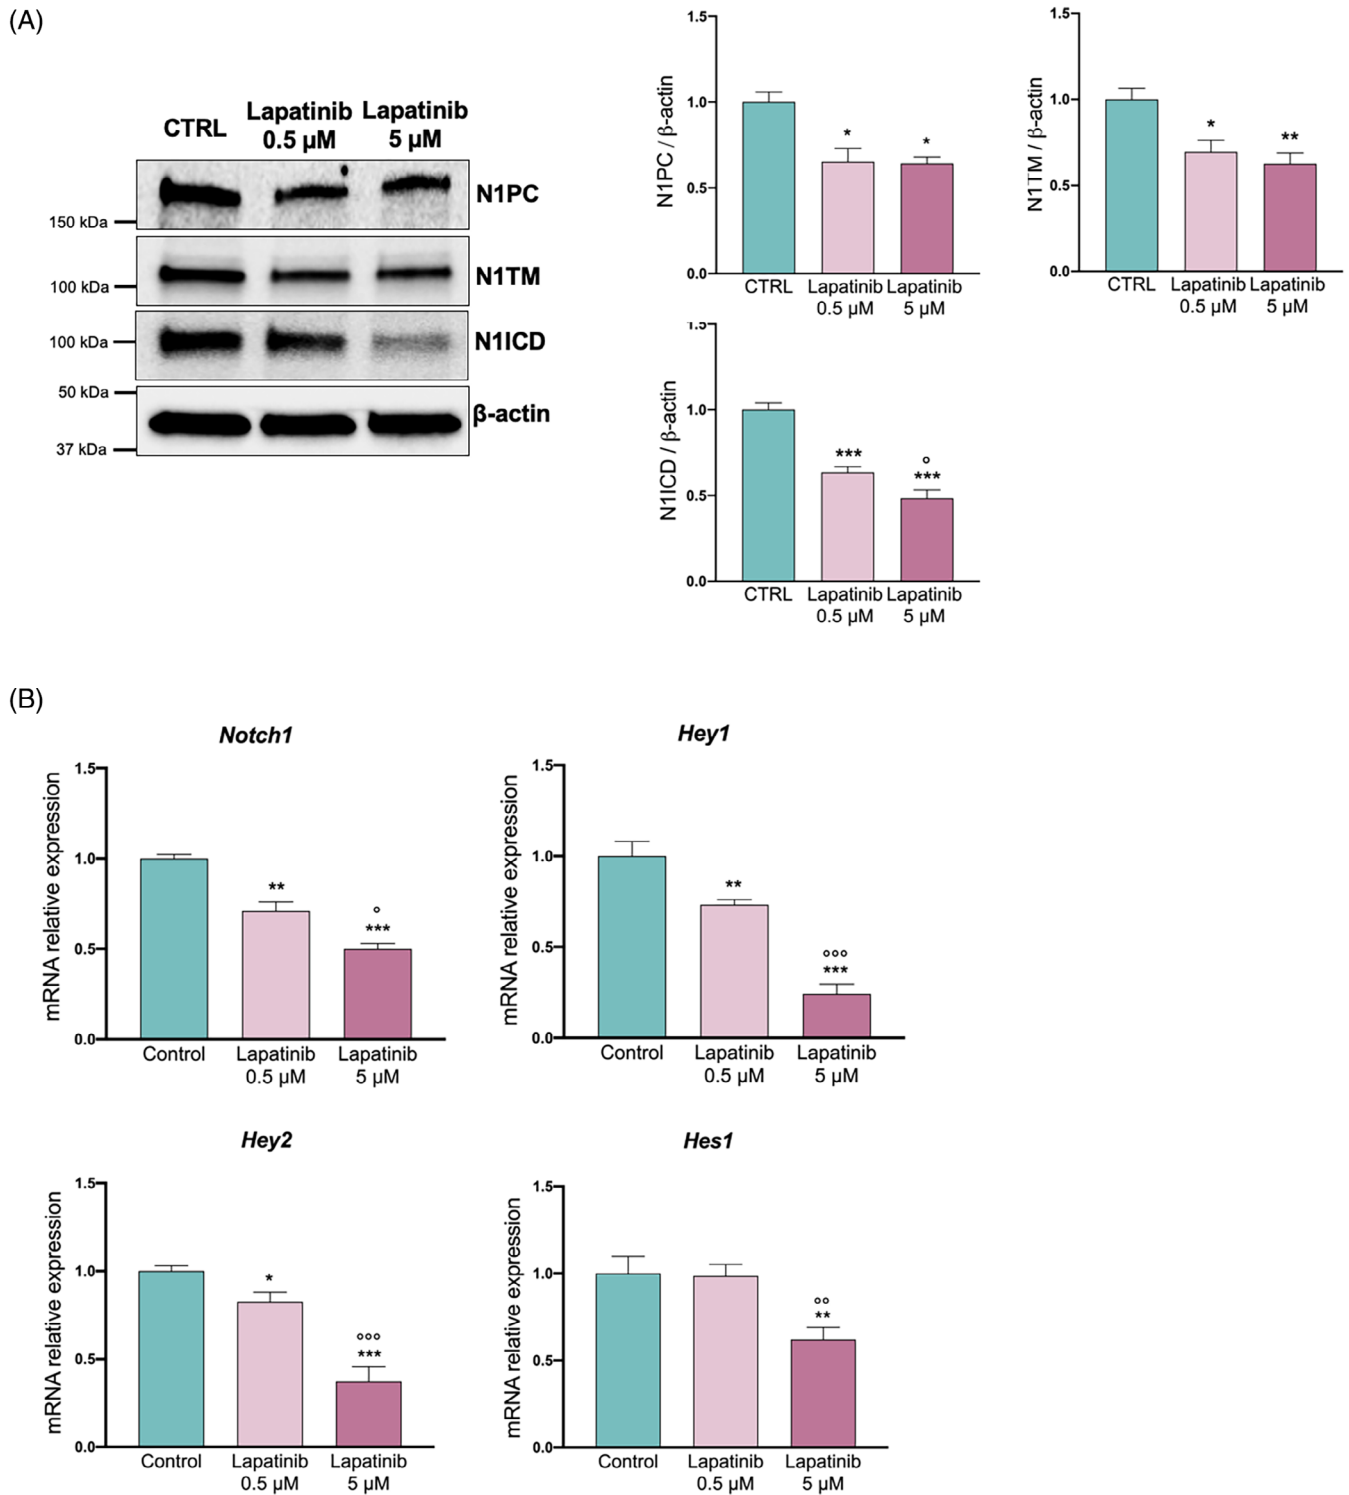 (A)
CTRL
Lapatinib
0.5 µM
Lapatinib
5 µM
N1PC
150 kDa
N1TM
100 kDa
N1ICD
100 kDa
50 kDa
β-actin
37 kDa
N1PC / β-actin
1.5
1.0
0.5
0.0
*
*
CTRL
Lapatinib
0.5 µM
Lapatinib
5 µM
N1TM / β-actin
1.5
1.0
0.5
0.0
*
**
CTRL
Lapatinib
0.5 µM
Lapatinib
5 µM
N1ICD / β-actin
1.5
1.0
0.5
0.0
***
°
***
CTRL
Lapatinib
0.5 µM
Lapatinib
5 µM
(B)
Notch1
mRNA relative expression
1.5
1.0
0.5
0.0
**
°
***
Control
Lapatinib
0.5 µM
Lapatinib
5 µM
Hey1
mRNA relative expression
1.5
1.0
0.5
0.0
**
°°°
***
Control
Lapatinib
0.5 µM
Lapatinib
5 µM
Hey2
mRNA relative expression
1.5
1.0
0.5
0.0
*
°°°
***
Control
Lapatinib
0.5 µM
Lapatinib
5 µM
Hes1
mRNA relative expression
1.5
1.0
0.5
0.0
°°
**
Control
Lapatinib
0.5 µM
Lapatinib
5 µM